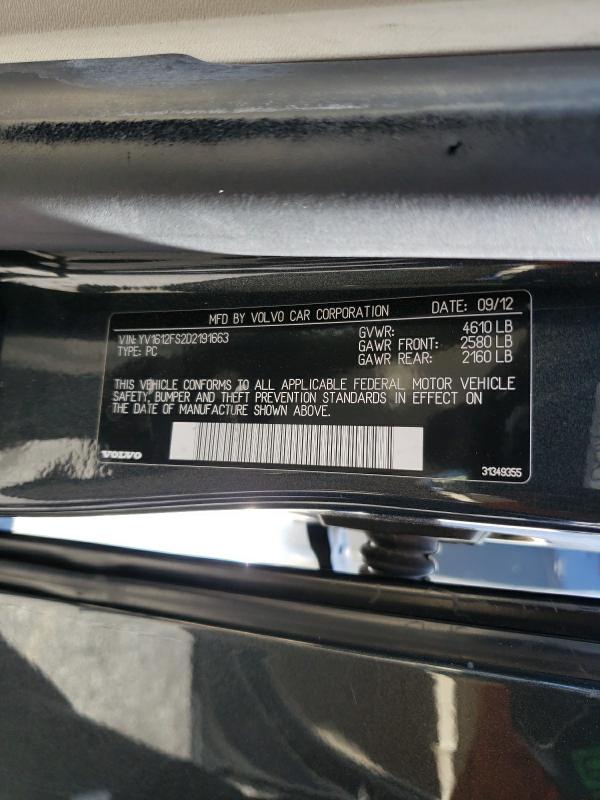 MFD BY VOLVO CAR CORPORATION DATE: 09/12
VIN: YV1612FS2D2191663 GVWR: 4610 LB
TYPE: PC GAWR FRONT: 2580 LB
GAWR REAR: 2160 LB
THIS VEHICLE CONFORMS TO ALL APPLICABLE FEDERAL MOTOR VEHICLE
SAFETY, BUMPER AND THEFT PREVENTION STANDARDS IN EFFECT ON
THE DATE OF MANUFACTURE SHOWN ABOVE.
VOLVO 31349355